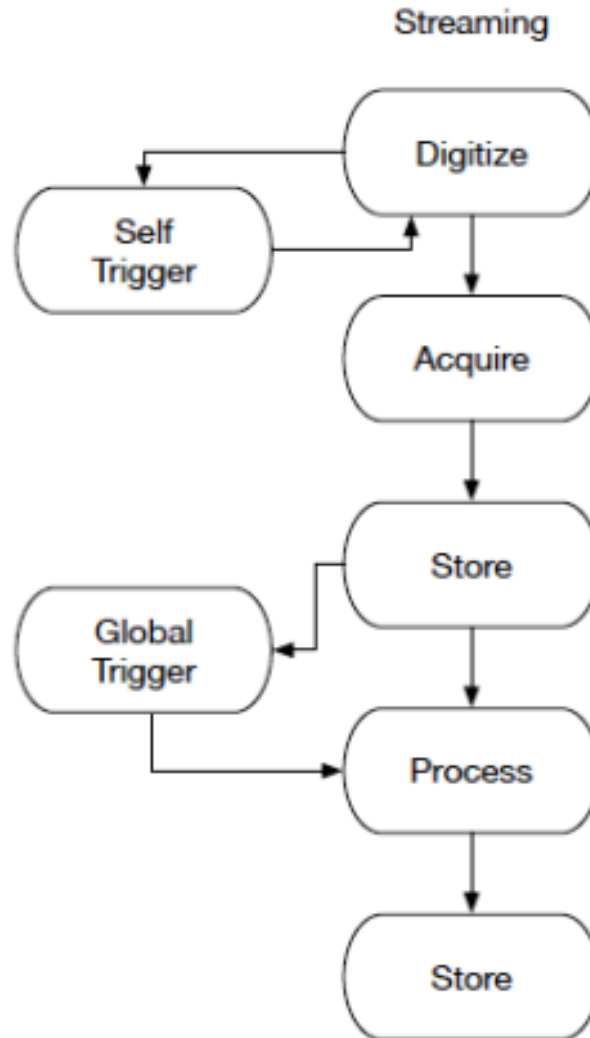 Streaming
Digitize
Self
Trigger
Acquire
Store
Global
Trigger
Process
Store